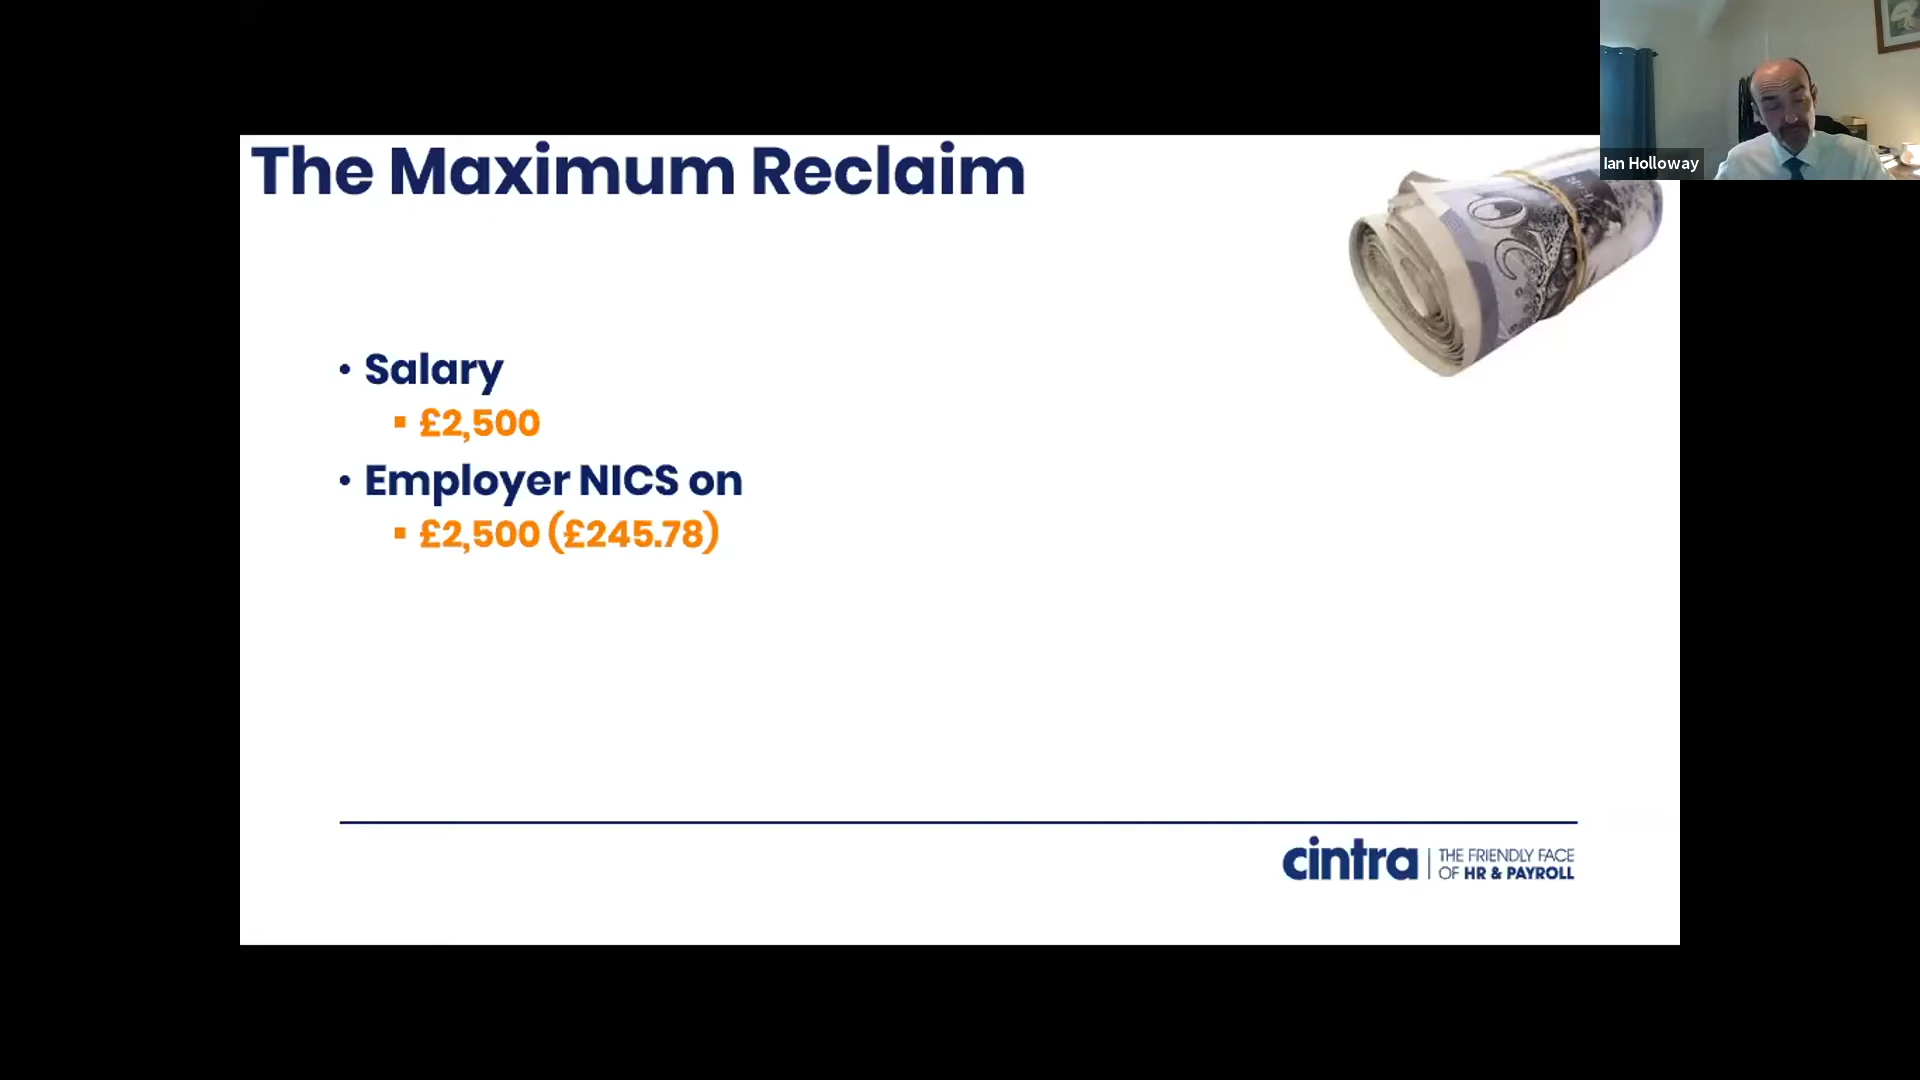 The Maximum Reclaim
Ian Holloway
• Salary
▪ £2,500
• Employer NICS on
▪ £2,500 (£245.78)
cintra
THE FRIENDLY FACE
OF HR & PAYROLL